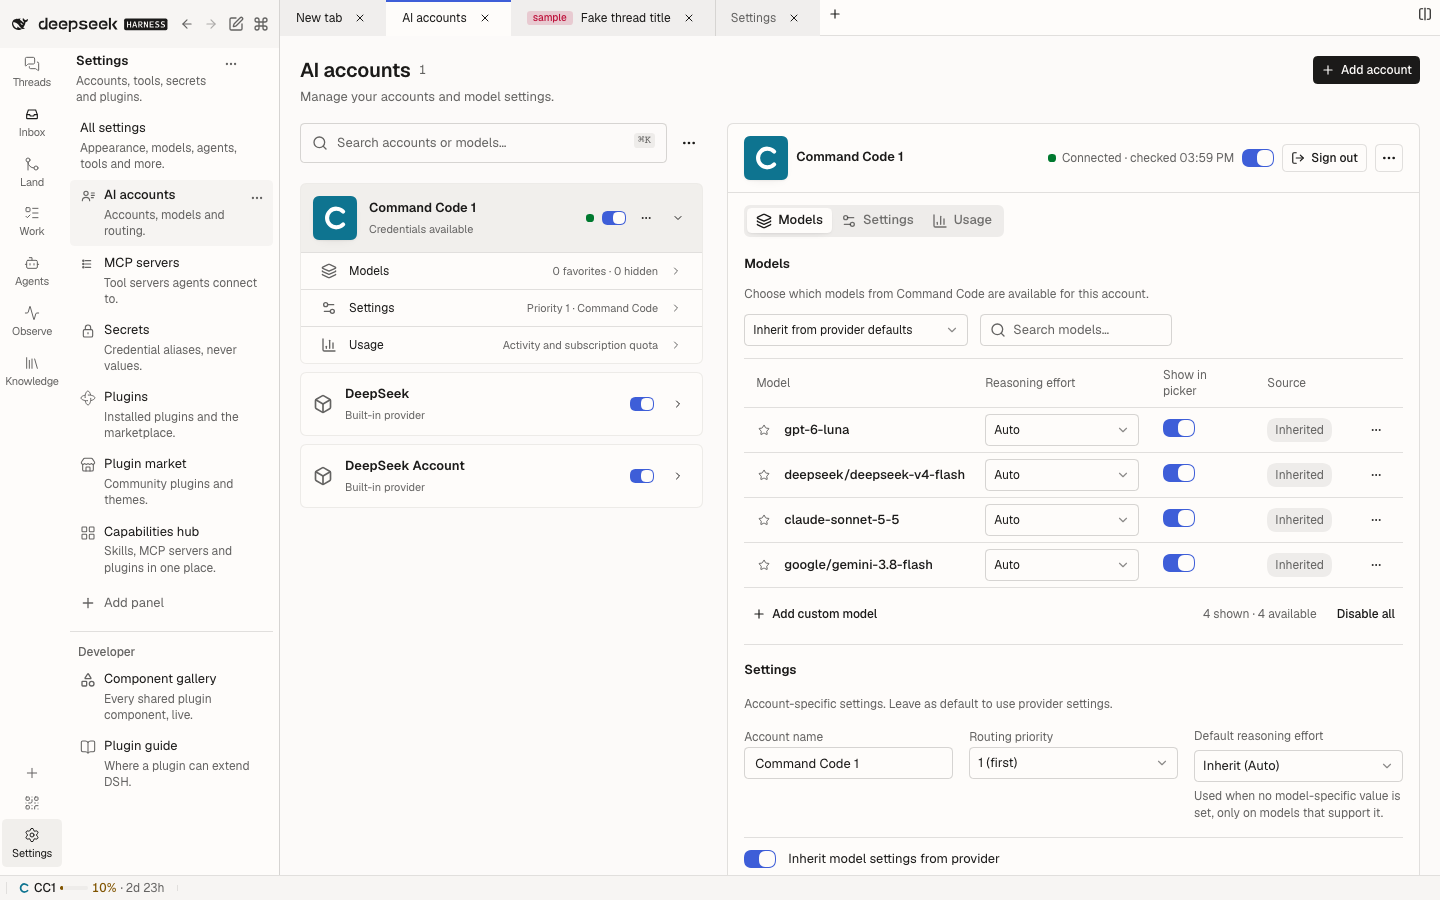 deepseek HARNESS
New tab
AI accounts
sample Fake thread title
Settings
Threads
Inbox
Land
Work
Agents
Observe
Knowledge
Settings
Settings
Accounts, tools, secrets
and plugins.
All settings
Appearance, models, agents,
tools and more.
AI accounts
Accounts, models and
routing.
MCP servers
Tool servers agents connect
to.
Secrets
Credential aliases, never
values.
Plugins
Installed plugins and the
marketplace.
Plugin market
Community plugins and
themes.
Capabilities hub
Skills, MCP servers and
plugins in one place.
Add panel
Developer
Component gallery
Every shared plugin
component, live.
Plugin guide
Where a plugin can extend
DSH.
AI accounts 1
Manage your accounts and model settings.
Add account
Search accounts or models... ⌘K
Command Code 1
Credentials available
Models 0 favorites · 0 hidden
Settings Priority 1 · Command Code
Usage Activity and subscription quota
DeepSeek
Built-in provider
DeepSeek Account
Built-in provider
Command Code 1
Connected · checked 03:59 PM
Sign out
Models Settings Usage
Models
Choose which models from Command Code are available for this account.
Inherit from provider defaults
Search models...
Model Reasoning effort Show in picker Source
gpt-6-luna Auto Inherited
deepseek/deepseek-v4-flash Auto Inherited
claude-sonnet-5-5 Auto Inherited
google/gemini-3.8-flash Auto Inherited
Add custom model 4 shown · 4 available Disable all
Settings
Account-specific settings. Leave as default to use provider settings.
Account name
Command Code 1
Routing priority
1 (first)
Default reasoning effort
Inherit (Auto)
Used when no model-specific value is
set, only on models that support it.
Inherit model settings from provider
C CC1 10% · 2d 23h